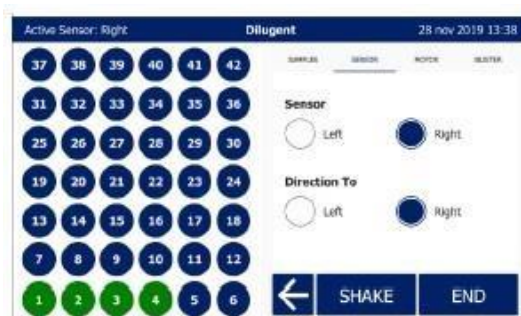 Active Sensor: Right
Dilugent
28 nov 2019 13:38
37 38 39 40 41 42
31 32 33 34 35 36
25 26 27 28 29 30
19 20 21 22 23 24
13 14 15 16 17 18
7 8 9 10 11 12
1 2 3 4 5 6
SAMPLES SENSOR MOTOR BLISTER
Sensor
Left Right
Direction To
Left Right
SHAKE END